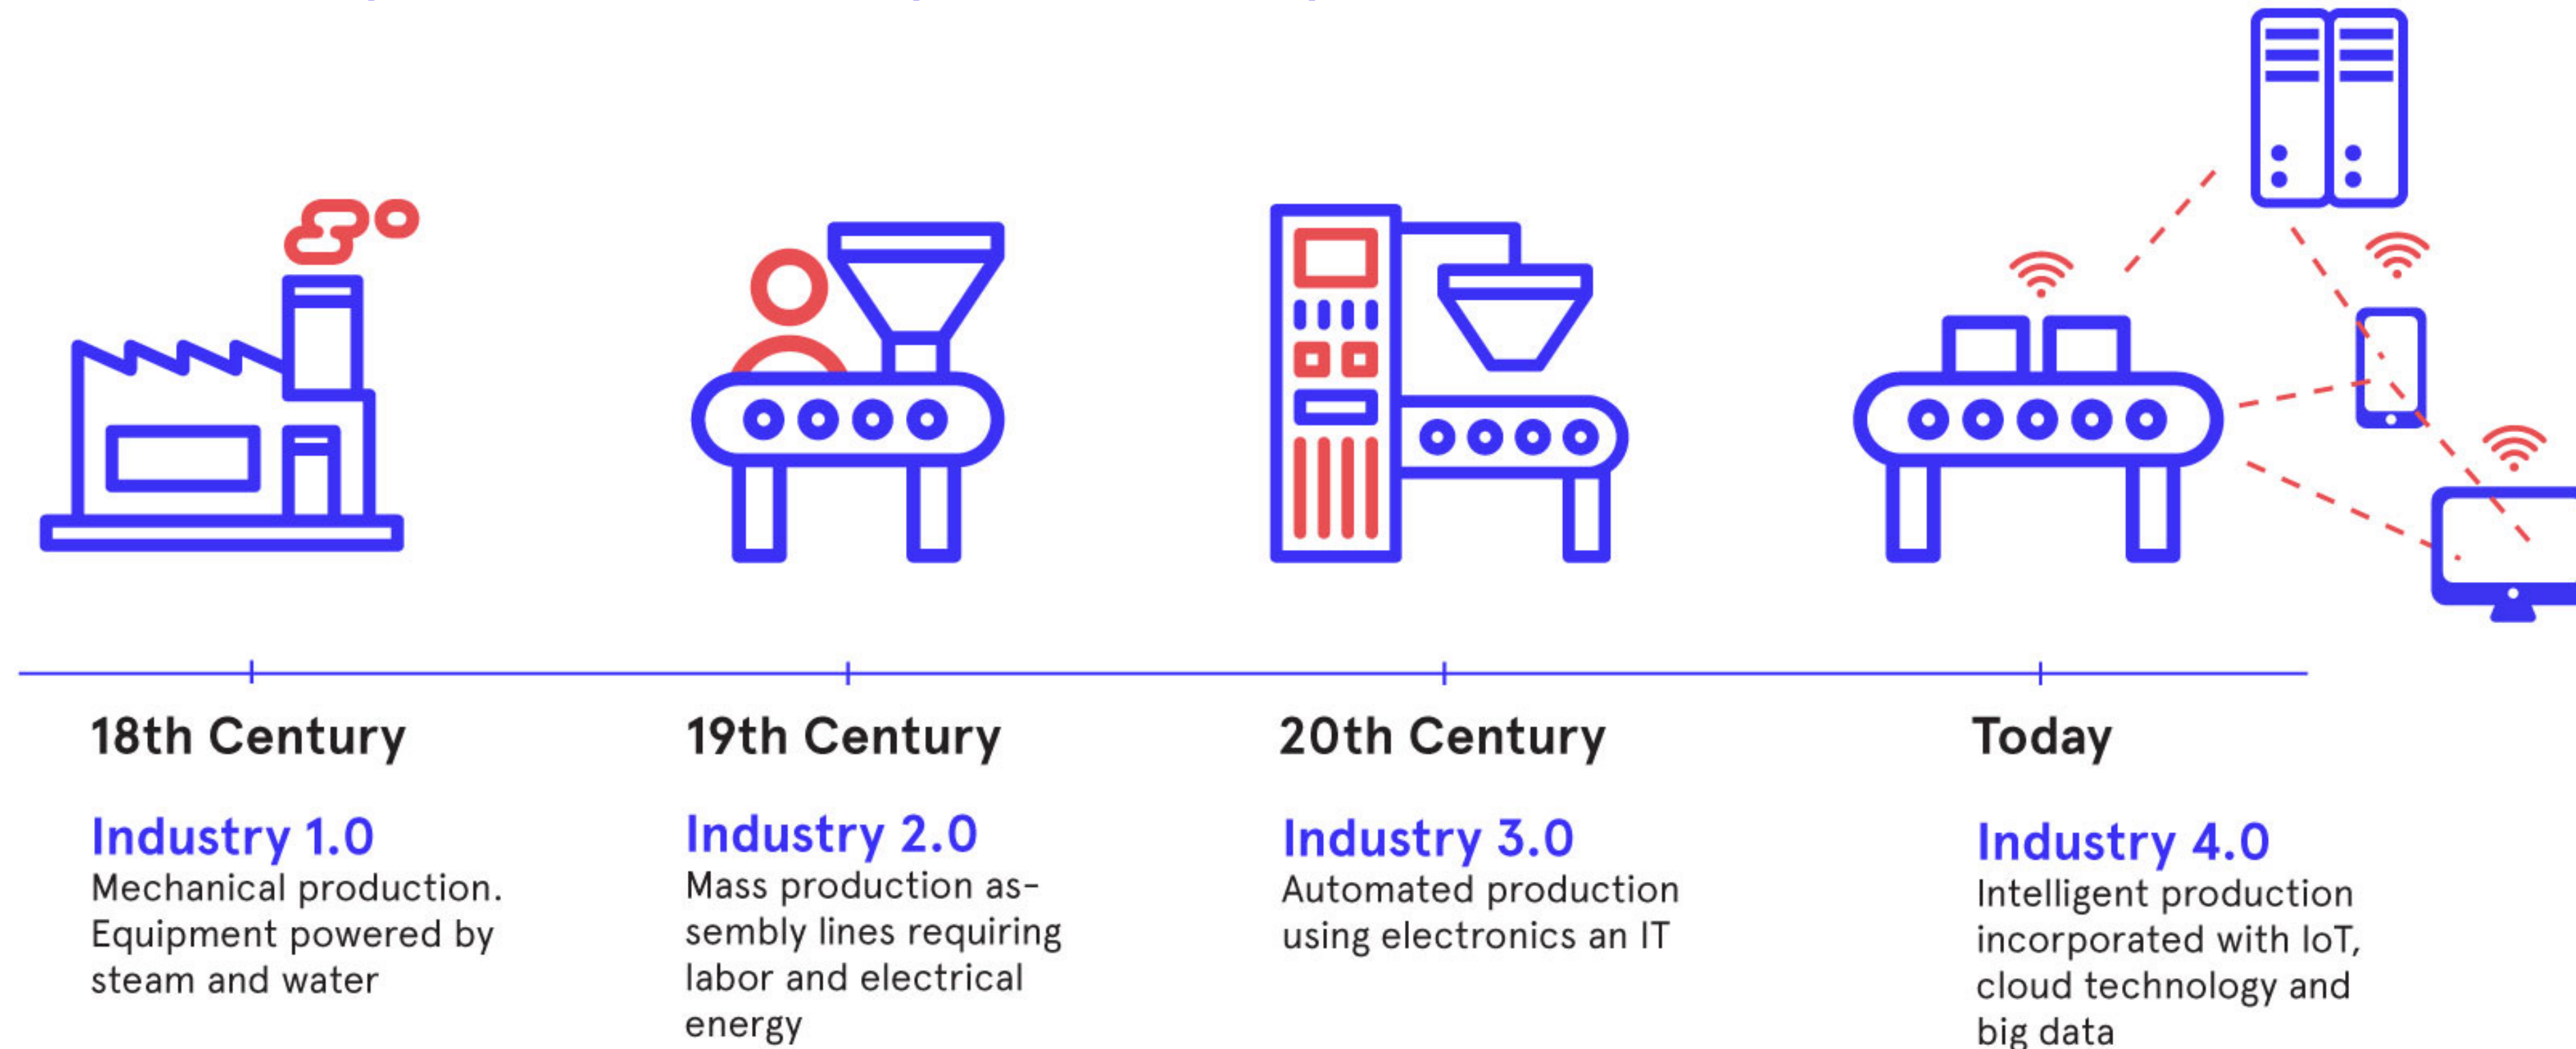 18th Century
Industry 1.0
Mechanical production.
Equipment powered by
steam and water
19th Century
Industry 2.0
Mass production as-
sembly lines requiring
labor and electrical
energy
20th Century
Industry 3.0
Automated production
using electronics an IT
Today
Industry 4.0
Intelligent production
incorporated with IoT,
cloud technology and
big data